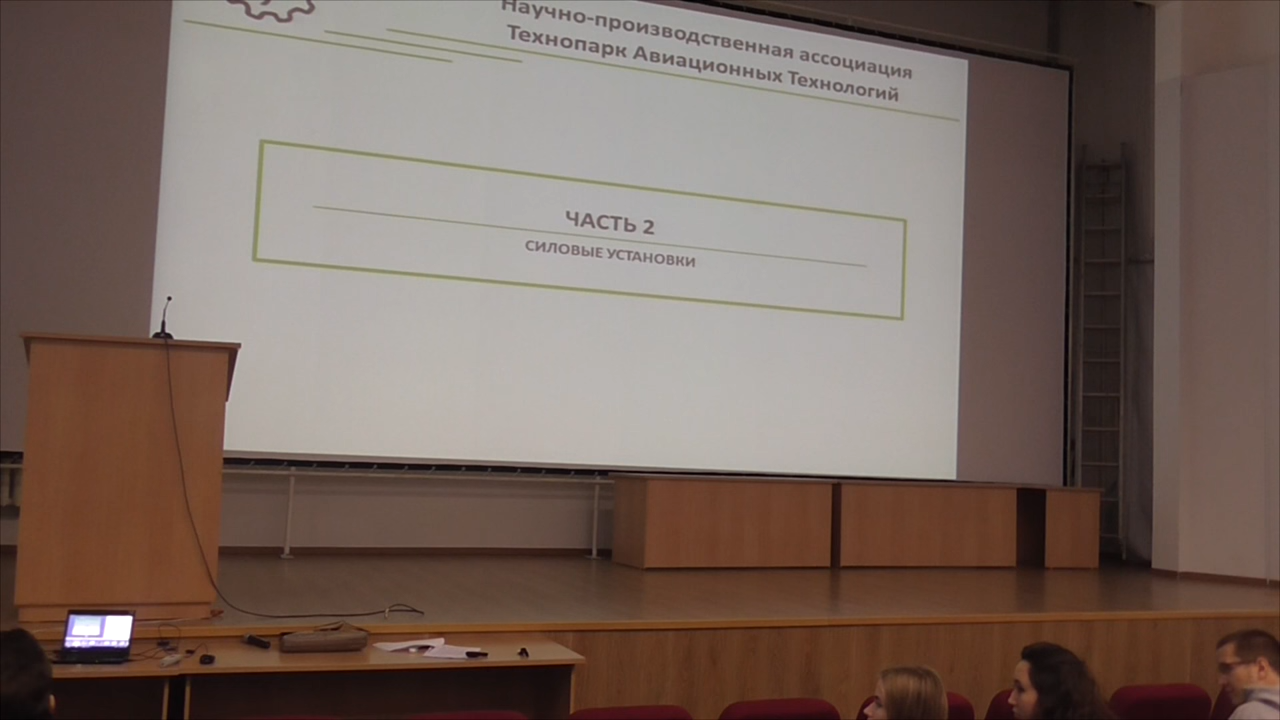 Научно-производственная ассоциация
Технопарк Авиационных Технологий
ЧАСТЬ 2
СИЛОВЫЕ УСТАНОВКИ